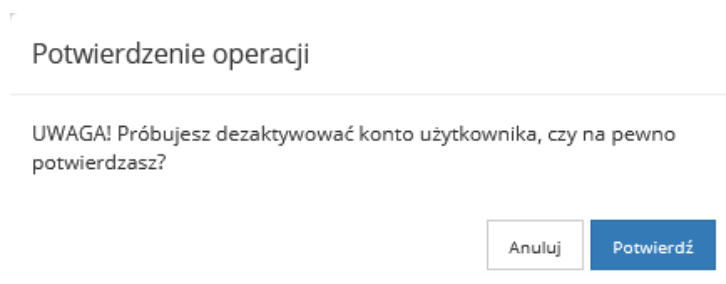 Potwierdzenie operacji
UWAGA! Próbujesz dezaktywować konto użytkownika, czy na pewno
potwierdzasz?
Anuluj
Potwierdź